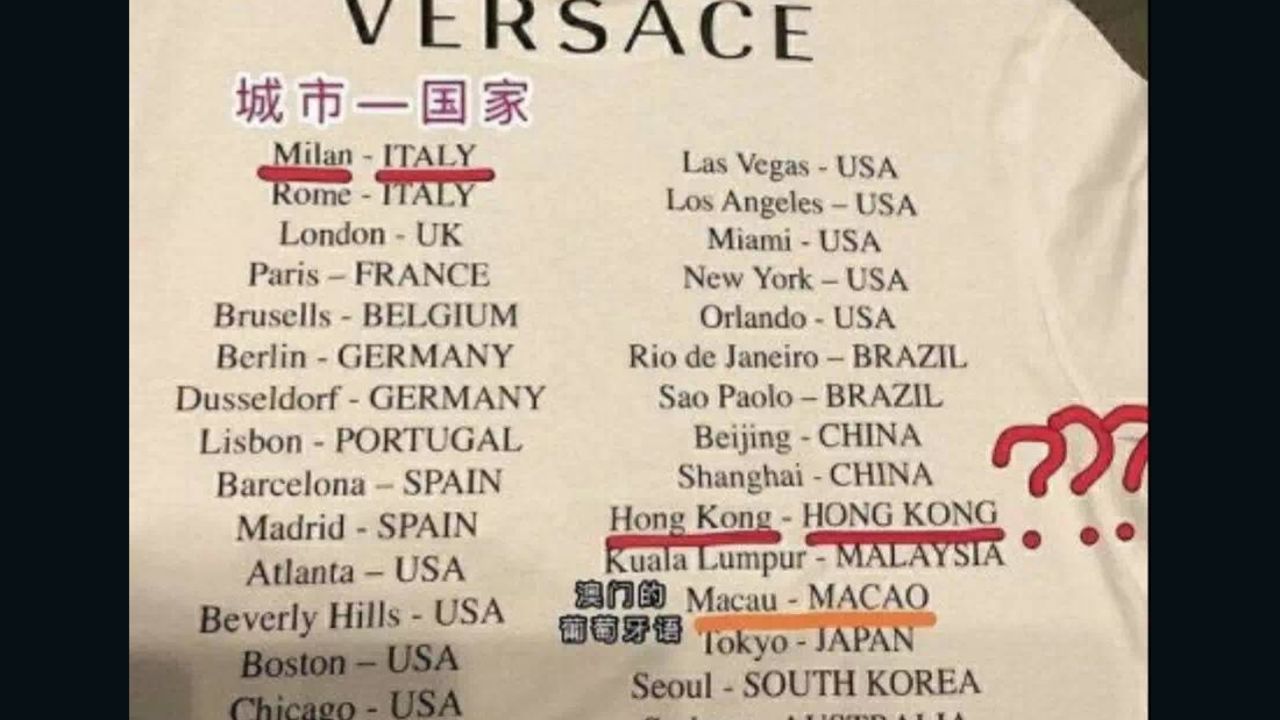 VERSACE
城市—国家
Milan - ITALY
Rome - ITALY
London - UK
Paris – FRANCE
Brusells - BELGIUM
Berlin - GERMANY
Dusseldorf - GERMANY
Lisbon - PORTUGAL
Barcelona – SPAIN
Madrid - SPAIN
Atlanta – USA
Beverly Hills - USA
Boston – USA
Chicago - USA
Las Vegas - USA
Los Angeles – USA
Miami - USA
New York – USA
Orlando - USA
Rio de Janeiro – BRAZIL
Sao Paolo – BRAZIL
Beijing - CHINA
Shanghai - CHINA
Hong Kong - HONG KONG
???
Kuala Lumpur - MALAYSIA
澳门的
葡萄牙语
Macau - MACAO
Tokyo - JAPAN
Seoul - SOUTH KOREA